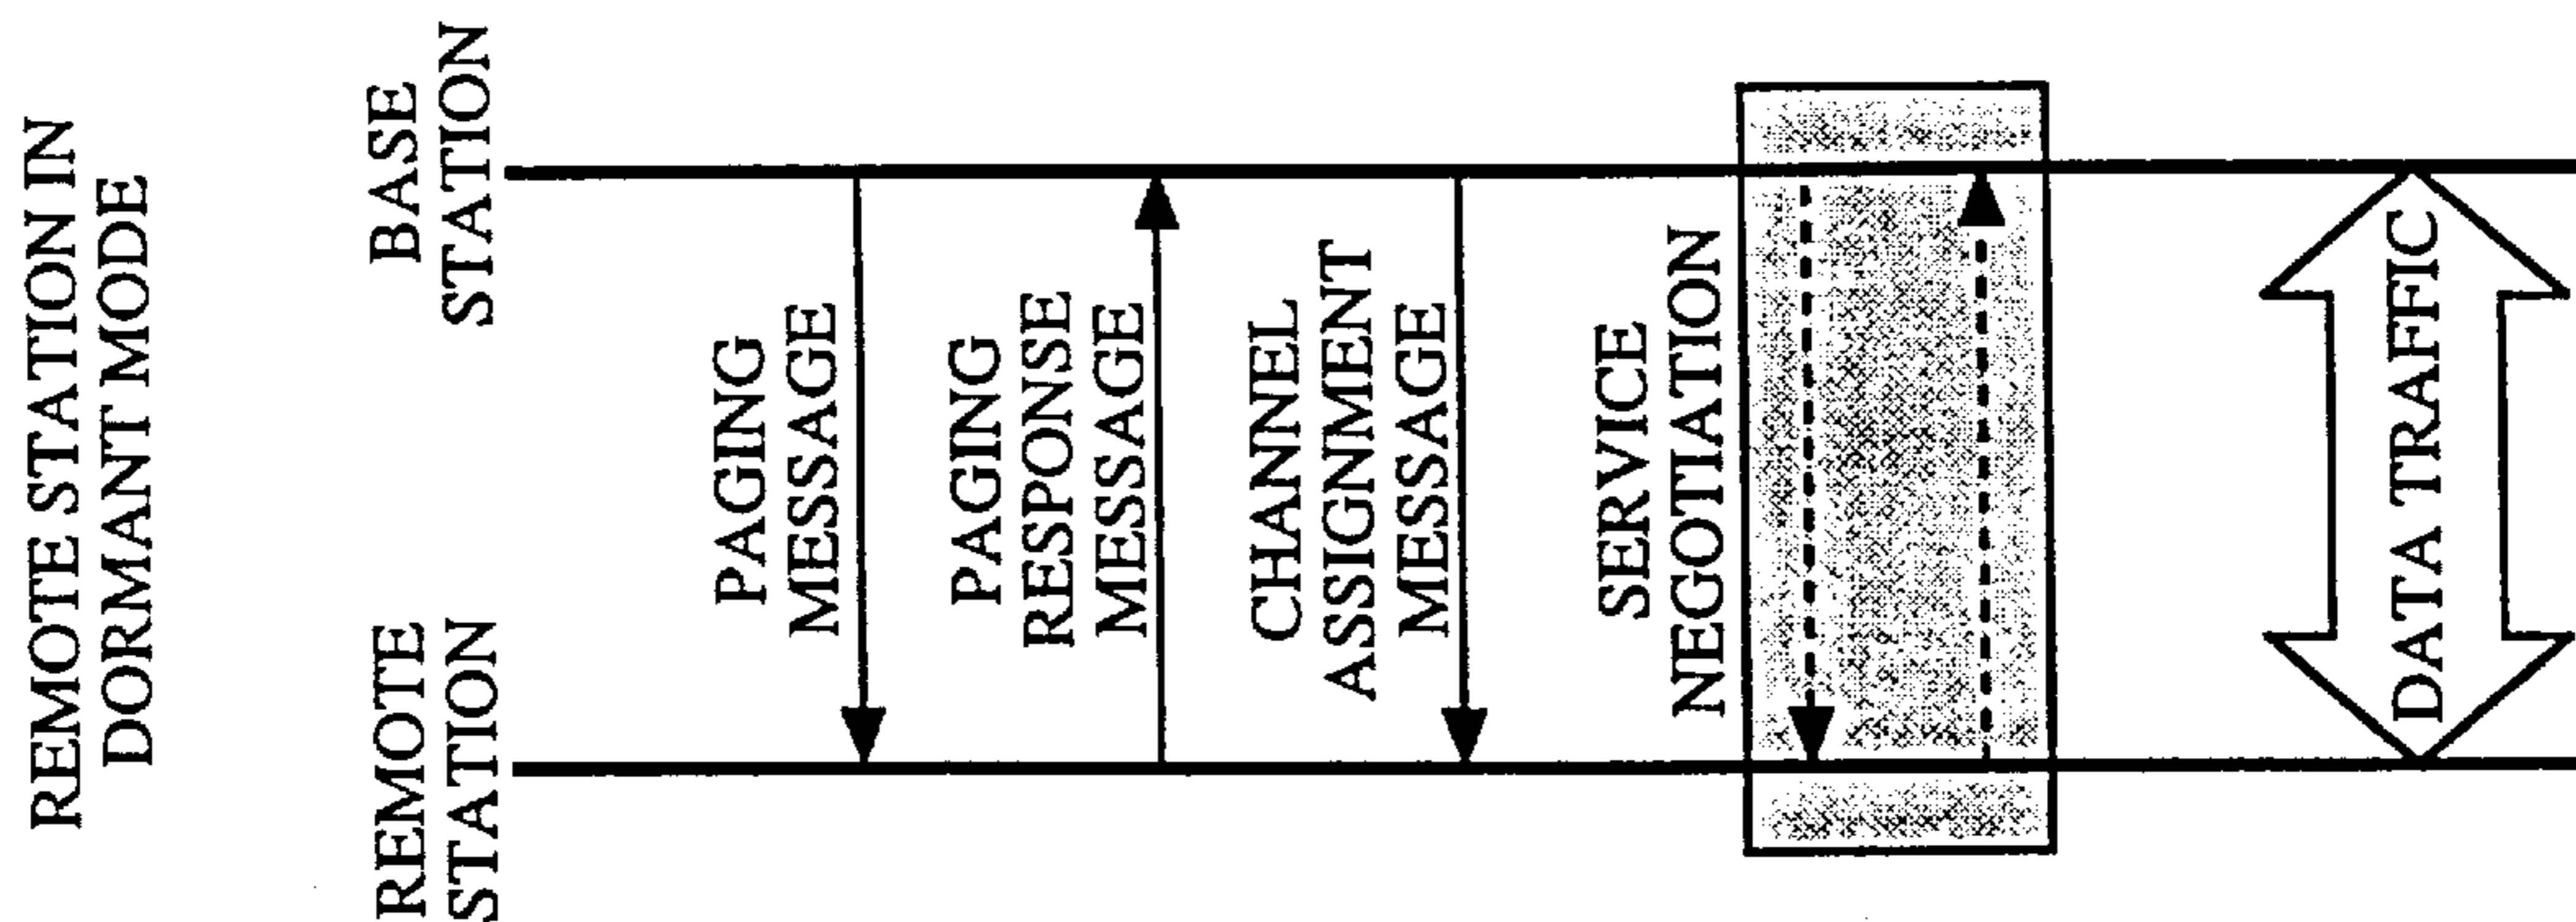 REMOTE STATION IN
DORMANT MODE
REMOTE
STATION
BASE
STATION
PAGING
MESSAGE
PAGING
RESPONSE
MESSAGE
CHANNEL
ASSIGNMENT
MESSAGE
SERVICE
NEGOTIATION
DATA TRAFFIC